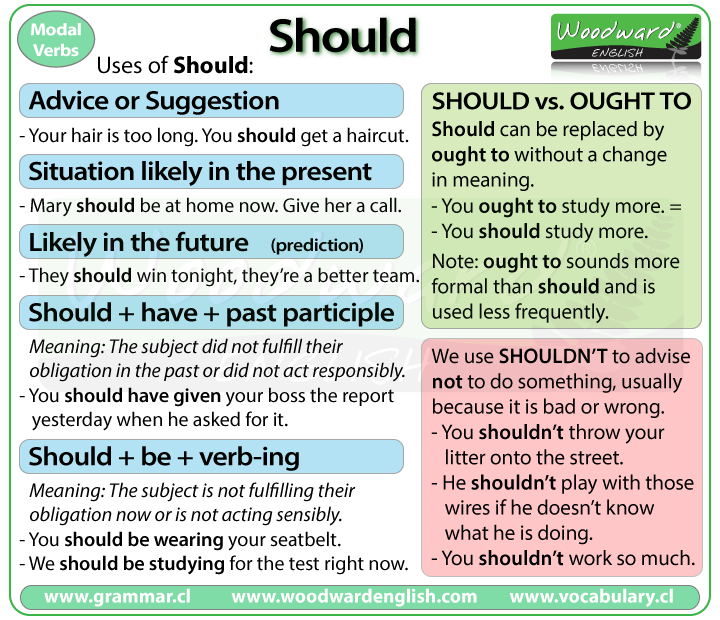 Modal
Verbs
Should
Woodward®
ENGLISH
Uses of Should:
Advice or Suggestion
- Your hair is too long. You should get a haircut.
Situation likely in the present
- Mary should be at home now. Give her a call.
Likely in the future (prediction)
- They should win tonight, they’re a better team.
Should + have + past participle
Meaning: The subject did not fulfill their
obligation in the past or did not act responsibly.
- You should have given your boss the report
yesterday when he asked for it.
Should + be + verb-ing
Meaning: The subject is not fulfilling their
obligation now or is not acting sensibly.
- You should be wearing your seatbelt.
- We should be studying for the test right now.
SHOULD vs. OUGHT TO
Should can be replaced by
ought to without a change
in meaning.
- You ought to study more. =
- You should study more.
Note: ought to sounds more
formal than should and is
used less frequently.
We use SHOULDN’T to advise
not to do something, usually
because it is bad or wrong.
- You shouldn’t throw your
litter onto the street.
- He shouldn’t play with those
wires if he doesn’t know
what he is doing.
- You shouldn’t work so much.
Woodward®
ENGLISH
www.grammar.cl www.woodwardenglish.com www.vocabulary.cl